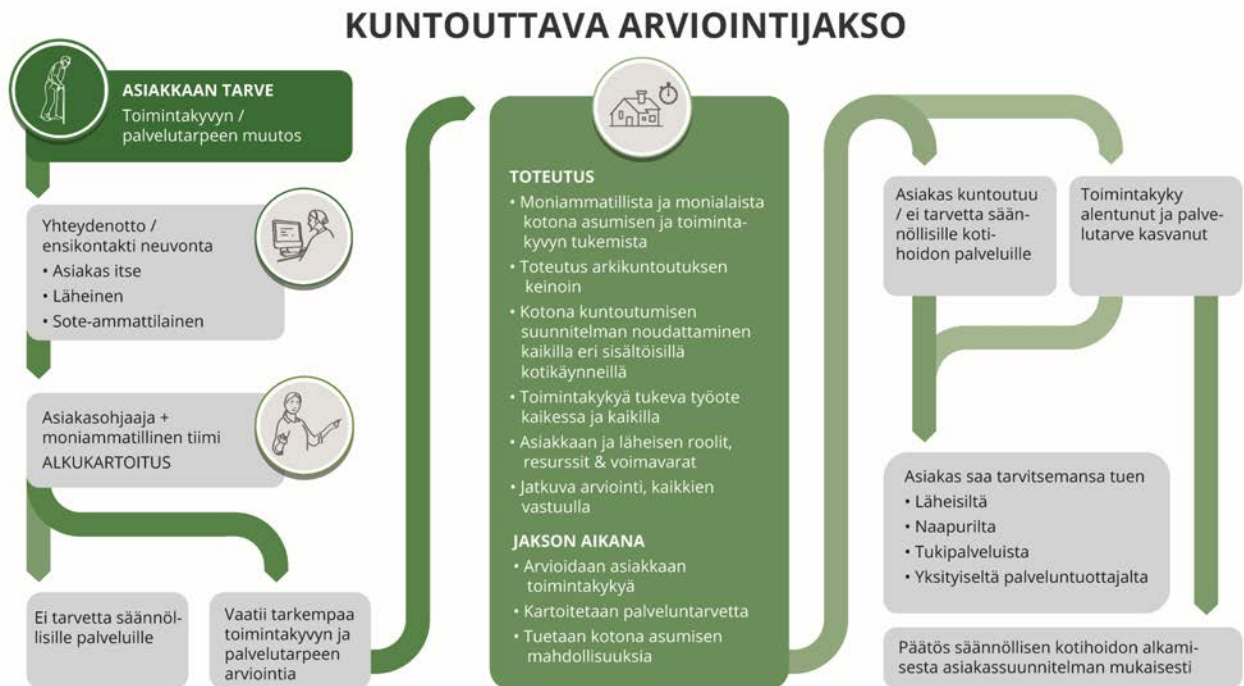 KUNTOUTTAVA ARVIOINTIJAKSO
ASIAKKAAN TARVE
Toimintakyvyn /
palvelutarpeen muutos
Yhteydenotto /
ensikontakti neuvonta
• Asiakas itse
• Läheinen
• Sote-ammattilainen
Asiakasohjaaja +
moniammatillinen tiimi
ALKUKARTOITUS
Ei tarvetta säännöl-
lisille palveluille
Vaatii tarkempaa
toimintakyvyn ja
palvelutarpeen
arviointia
TOTEUTUS
• Moniammatillista ja monialaista
kotona asumisen ja toiminta-
kyvyn tukemista
• Toteutus arkikuntoutuksen
keinoin
• Kotona kuntoutumisen
suunnitelman noudattaminen
kaikilla eri sisältöisillä
kotikäynneillä
• Toimintakykyä tukeva työote
kaikessa ja kaikilla
• Asiakkaan ja läheisen roolit,
resurssit & voimavarat
• Jatkuva arviointi, kaikkien
vastuulla
JAKSON AIKANA
• Arvioidaan asiakkaan
toimintakykyä
• Kartoitetaan palveluntarvetta
• Tuetaan kotona asumisen
mahdollisuuksia
Asiakas kuntoutuu
/ ei tarvetta sään-
nöllisille koti-
hoidon palveluille
Toimintakyky
alentunut ja palve-
lutarve kasvanut
Asiakas saa tarvitsemansa tuen
• Läheisiltä
• Naapurilta
• Tukipalveluista
• Yksityiseltä palveluntuottajalta
Päätös säännöllisen kotihoidon alkami-
sesta asiakassuunnitelman mukaisesti